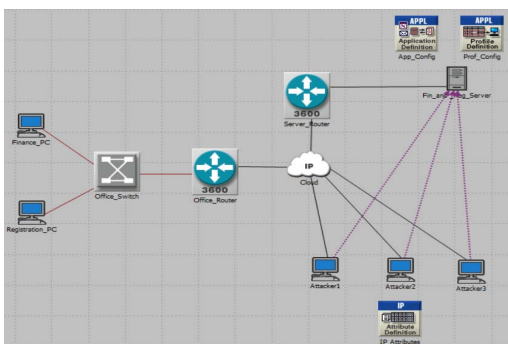 APPL
Application
Definition
App_Config
APPL
Profile
Definition
Prof_Config
3600
Server_Router
Fin_and_Reg_Server
Finance_PC
Office_Switch
3600
Office_Router
IP
Cloud
Registration_PC
Attacker1
Attacker2
Attacker3
IP
Attribute
Definition
IP Attributes